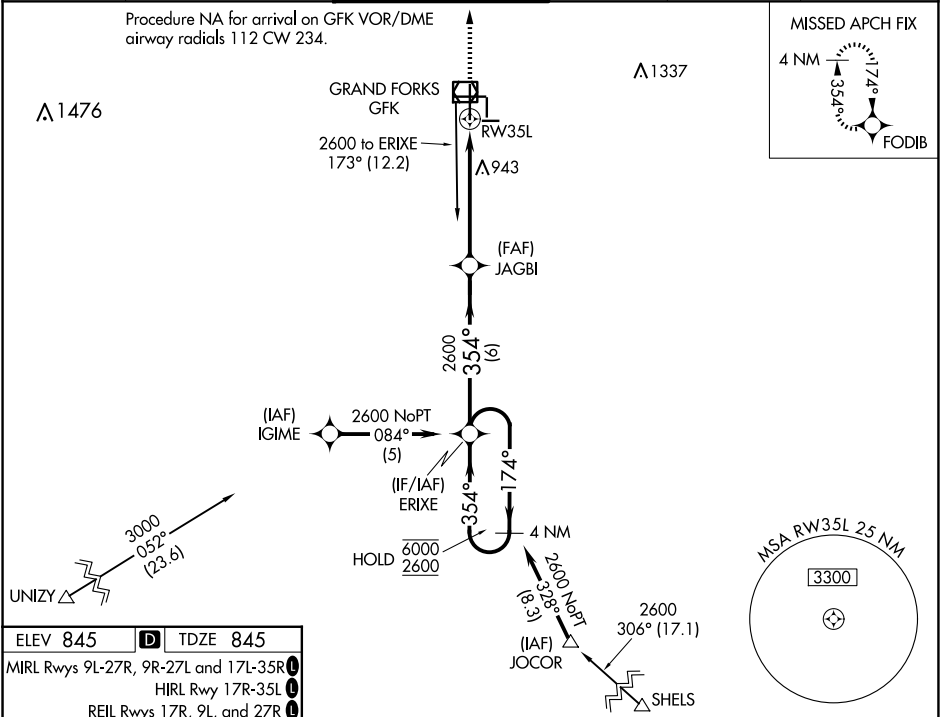 Procedure NA for arrival on GFK VOR/DME
airway radials 112 CW 234.
MISSED APCH FIX
4 NM
174°
354°
FODIB
1476
1337
GRAND FORKS
GFK
RW35L
2600 to ERIXE
173° (12.2)
943
(FAF)
JAGBI
2600
354°
(6)
(IAF)
IGIME
2600 NoPT
084°
(5)
(IF/IAF)
ERIXE
354°
174°
4 NM
HOLD 6000
2600
3000
052°
(23.6)
UNIZY
2600 NoPT
328°
(8.3)
(IAF)
JOCOR
2600
306° (17.1)
SHELS
MSA RW35L 25 NM
3300
ELEV 845 D TDZE 845
MIRL Rwys 9L-27R, 9R-27L and 17L-35R L
HIRL Rwy 17R-35L L
REIL Rwys 17R, 9L, and 27R L